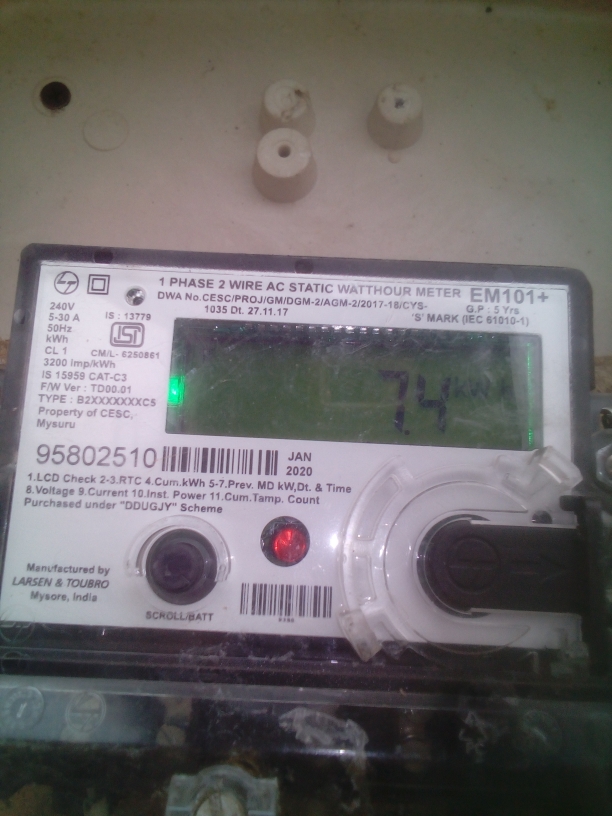 1 PHASE 2 WIRE AC STATIC WATTHOUR METER EM101+
DWA No.CESC/PROJ/GM/DGM-2/AGM-2/2017-18/CYS-
1035 Dt. 27.11.17
G.P : 5 Yrs
'S' MARK (IEC 61010-1)
240V
5-30 A
50Hz
kWh
CL 1
3200 Imp/kWh
IS 15959 CAT-C3
F/W Ver : TD00.01
TYPE : B2XXXXXXXC5
Property of CESC,
Mysuru
IS : 13779
ISI
CM/L- 6250861
95802510
JAN
2020
1.LCD Check 2-3.RTC 4.Cum.kWh 5-7.Prev. MD kW,Dt. & Time
8.Voltage 9.Current 10.Inst. Power 11.Cum.Tamp. Count
Purchased under "DDUGJY" Scheme
Manufactured by
LARSEN & TOUBRO
Mysore, India
SCROLL/BATT